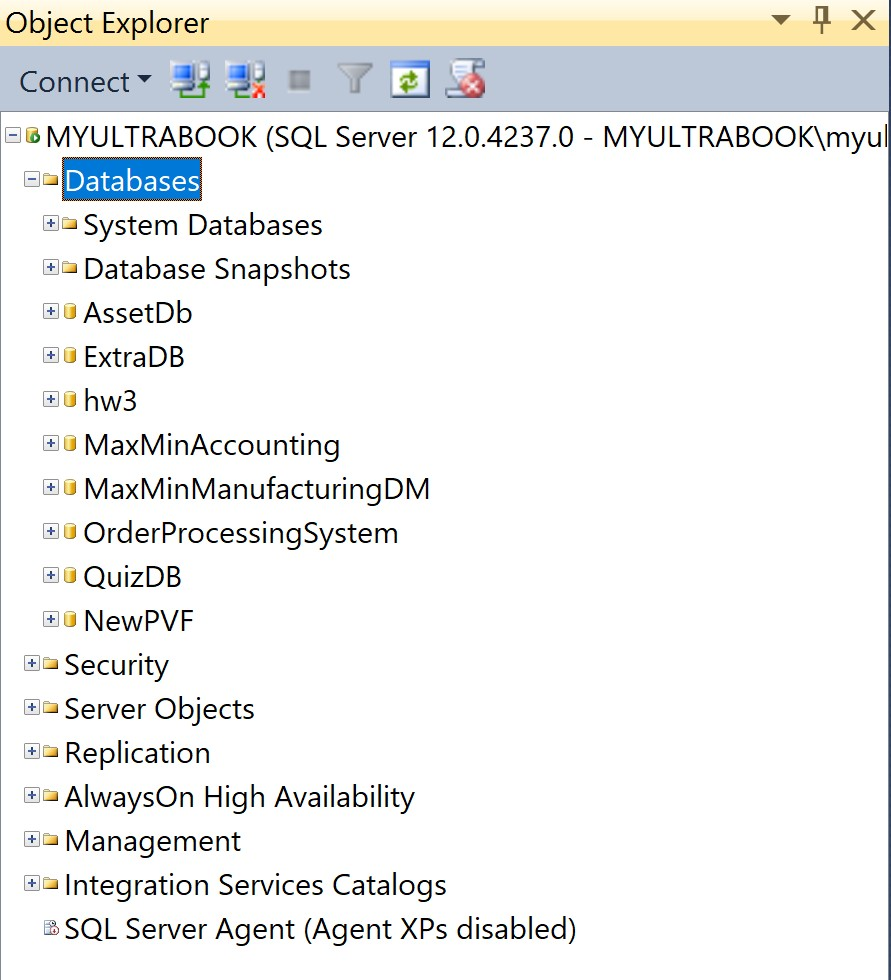 Object Explorer
Connect
MYULTRABOOK (SQL Server 12.0.4237.0 - MYULTRABOOK\myul
Databases
System Databases
Database Snapshots
AssetDb
ExtraDB
hw3
MaxMinAccounting
MaxMinManufacturingDM
OrderProcessingSystem
QuizDB
NewPVF
Security
Server Objects
Replication
AlwaysOn High Availability
Management
Integration Services Catalogs
SQL Server Agent (Agent XPs disabled)